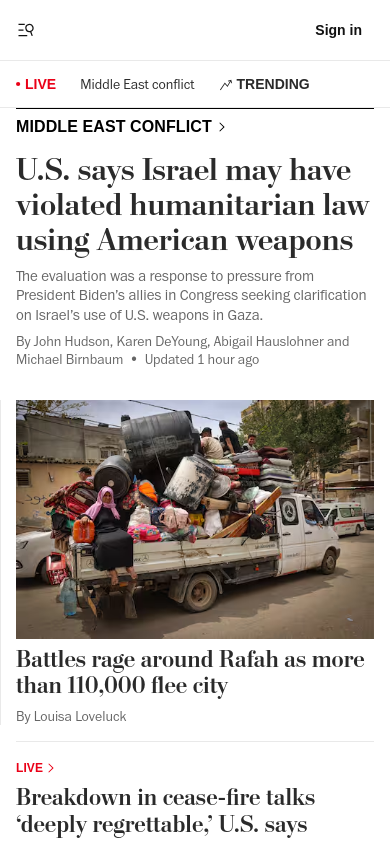 Sign in
LIVE
Middle East conflict
TRENDING
MIDDLE EAST CONFLICT
U.S. says Israel may have
violated humanitarian law
using American weapons
The evaluation was a response to pressure from
President Biden's allies in Congress seeking clarification
on Israel's use of U.S. weapons in Gaza.
By John Hudson, Karen DeYoung, Abigail Hauslohner and
Michael Birnbaum • Updated 1 hour ago
Battles rage around Rafah as more
than 110,000 flee city
By Louisa Loveluck
LIVE
Breakdown in cease-fire talks
‘deeply regrettable,’ U.S. says